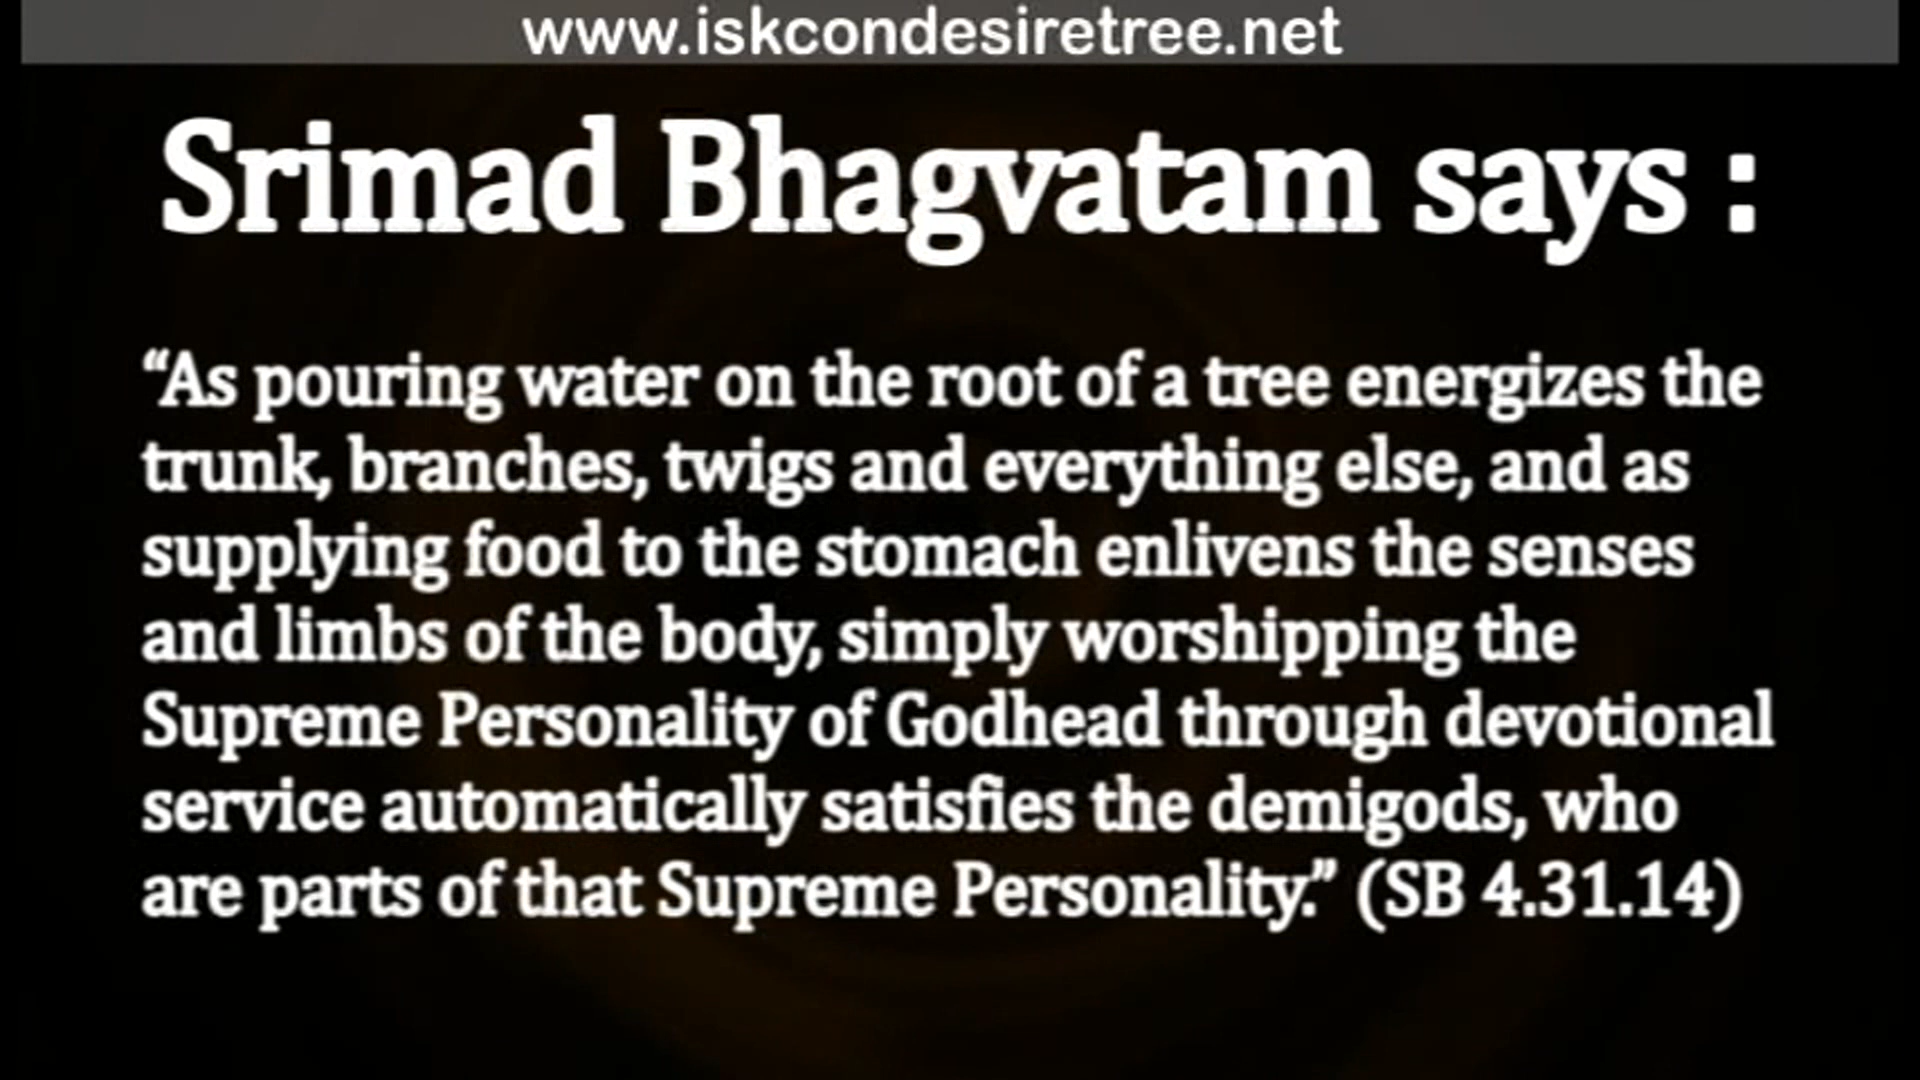 www.iskcondesiretree.net
Srimad Bhagvatam says :
“As pouring water on the root of a tree energizes the
trunk, branches, twigs and everything else, and as
supplying food to the stomach enlivens the senses
and limbs of the body, simply worshipping the
Supreme Personality of Godhead through devotional
service automatically satisfies the demigods, who
are parts of that Supreme Personality.” (SB 4.31.14)